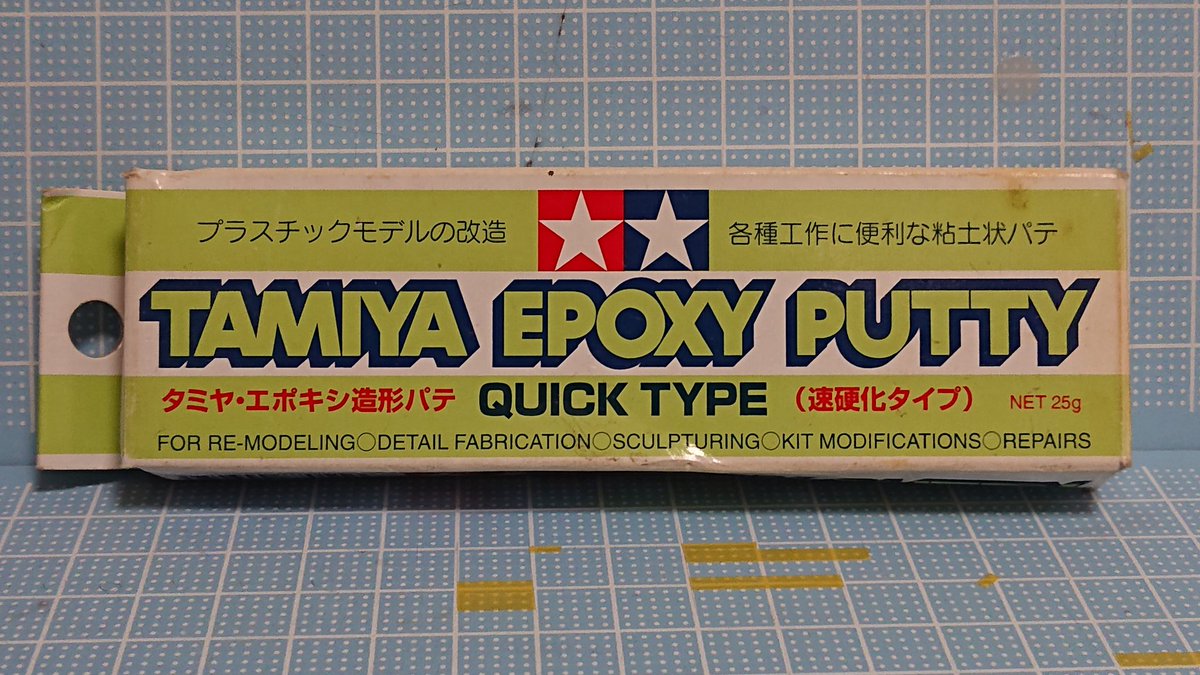 プラスチックモデルの改造 各種工作に便利な粘土状パテ
TAMIYA EPOXY PUTTY
タミヤ・エポキシ造形パテ QUICK TYPE (速硬化タイプ) NET 25g
FOR RE-MODELING○DETAIL FABRICATION○SCULPTURING○KIT MODIFICATIONS○REPAIRS